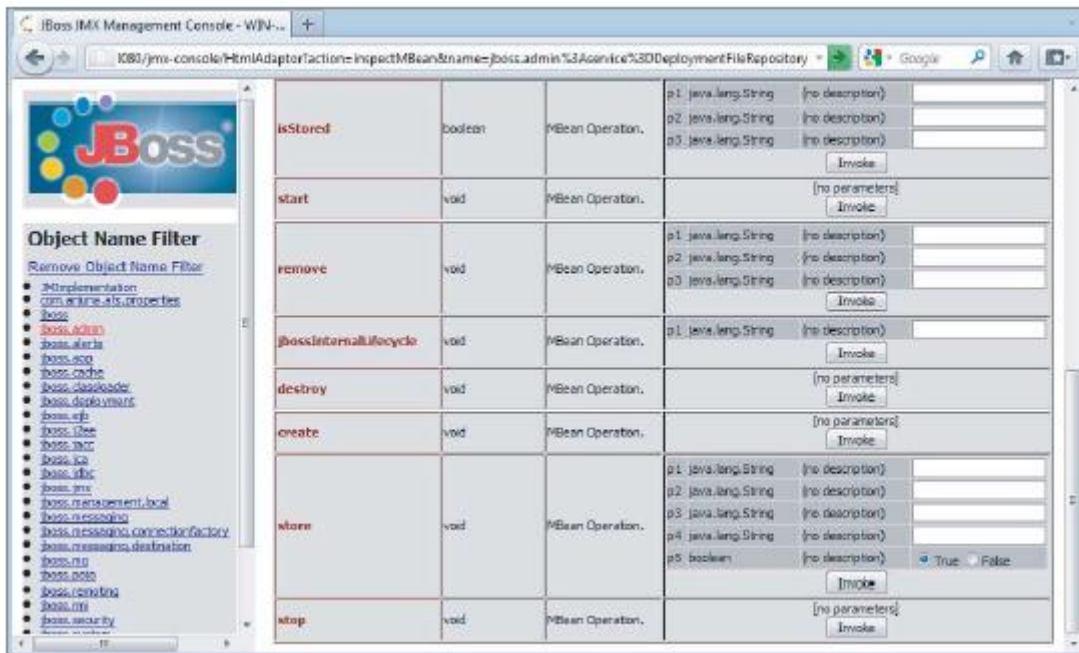 JBoss JMX Management Console - WIN-...
8080/jmx-console/HtmlAdaptor?action=inspectMBean&name=jboss.admin%3Aservice%3DDeploymentFileRepository
Google
JBoss
Object Name Filter
Remove Object Name Filter
JMImplementation
com.arjuna.ats.properties
jboss
jboss.admin
jboss.alerts
jboss.aop
jboss.cache
jboss.classloader
jboss.deployment
jboss.ejb
jboss.j2ee
jboss.jacc
jboss.jca
jboss.jdbc
jboss.jmx
jboss.management.local
jboss.messaging
jboss.messaging.connectionfactory
jboss.messaging.destination
jboss.mq
jboss.pojo
jboss.remoting
jboss.rmi
jboss.security
isStored boolean MBean Operation.
p1 java.lang.String (no description)
p2 java.lang.String (no description)
p3 java.lang.String (no description)
Invoke
start void MBean Operation.
[no parameters]
Invoke
remove void MBean Operation.
p1 java.lang.String (no description)
p2 java.lang.String (no description)
p3 java.lang.String (no description)
Invoke
jbossInternalLifecycle void MBean Operation.
p1 java.lang.String (no description)
Invoke
destroy void MBean Operation.
[no parameters]
Invoke
create void MBean Operation.
[no parameters]
Invoke
store void MBean Operation.
p1 java.lang.String (no description)
p2 java.lang.String (no description)
p3 java.lang.String (no description)
p4 java.lang.String (no description)
p5 boolean (no description) True False
Invoke
stop void MBean Operation.
[no parameters]
Invoke